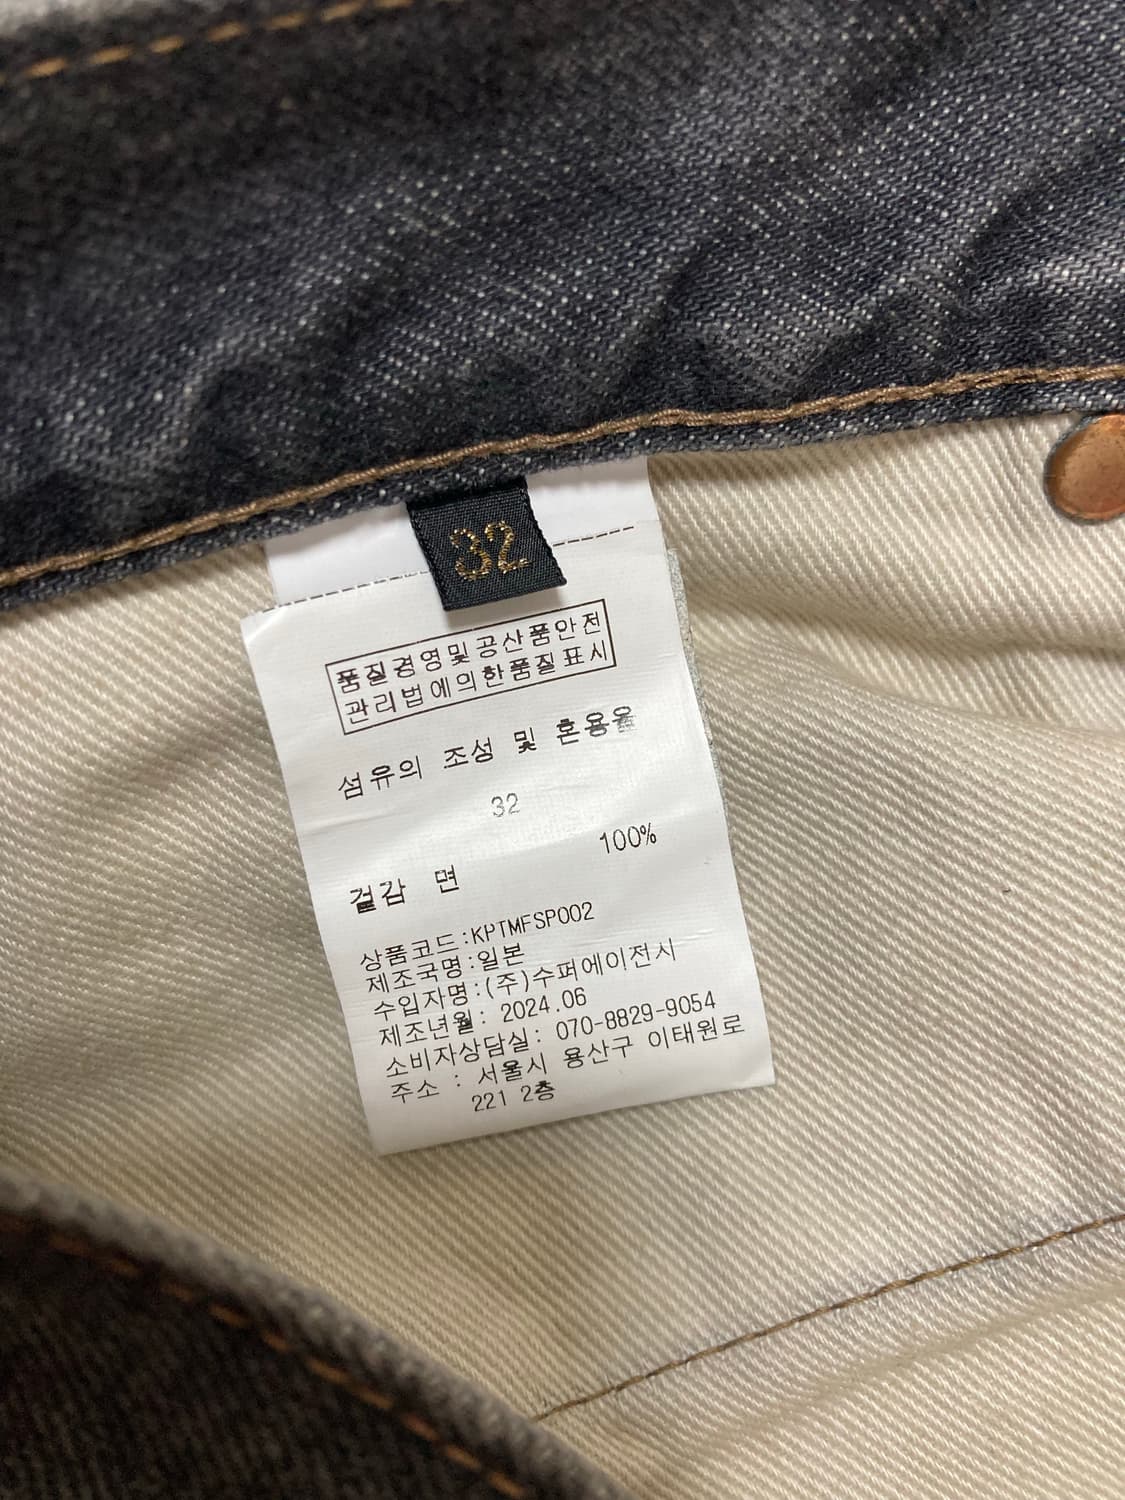 32
품질경영및공산품안전
관리법에의한품질표시
섬유의 조성 및 혼용율
32
100%
겉감 면
상품코드:KPTMFSP002
제조국명:일본
수입자명:(주)수퍼에이전시
제조년월: 2024.06
소비자상담실: 070-8829-9054
주소 : 서울시 용산구 이태원로
221 2층